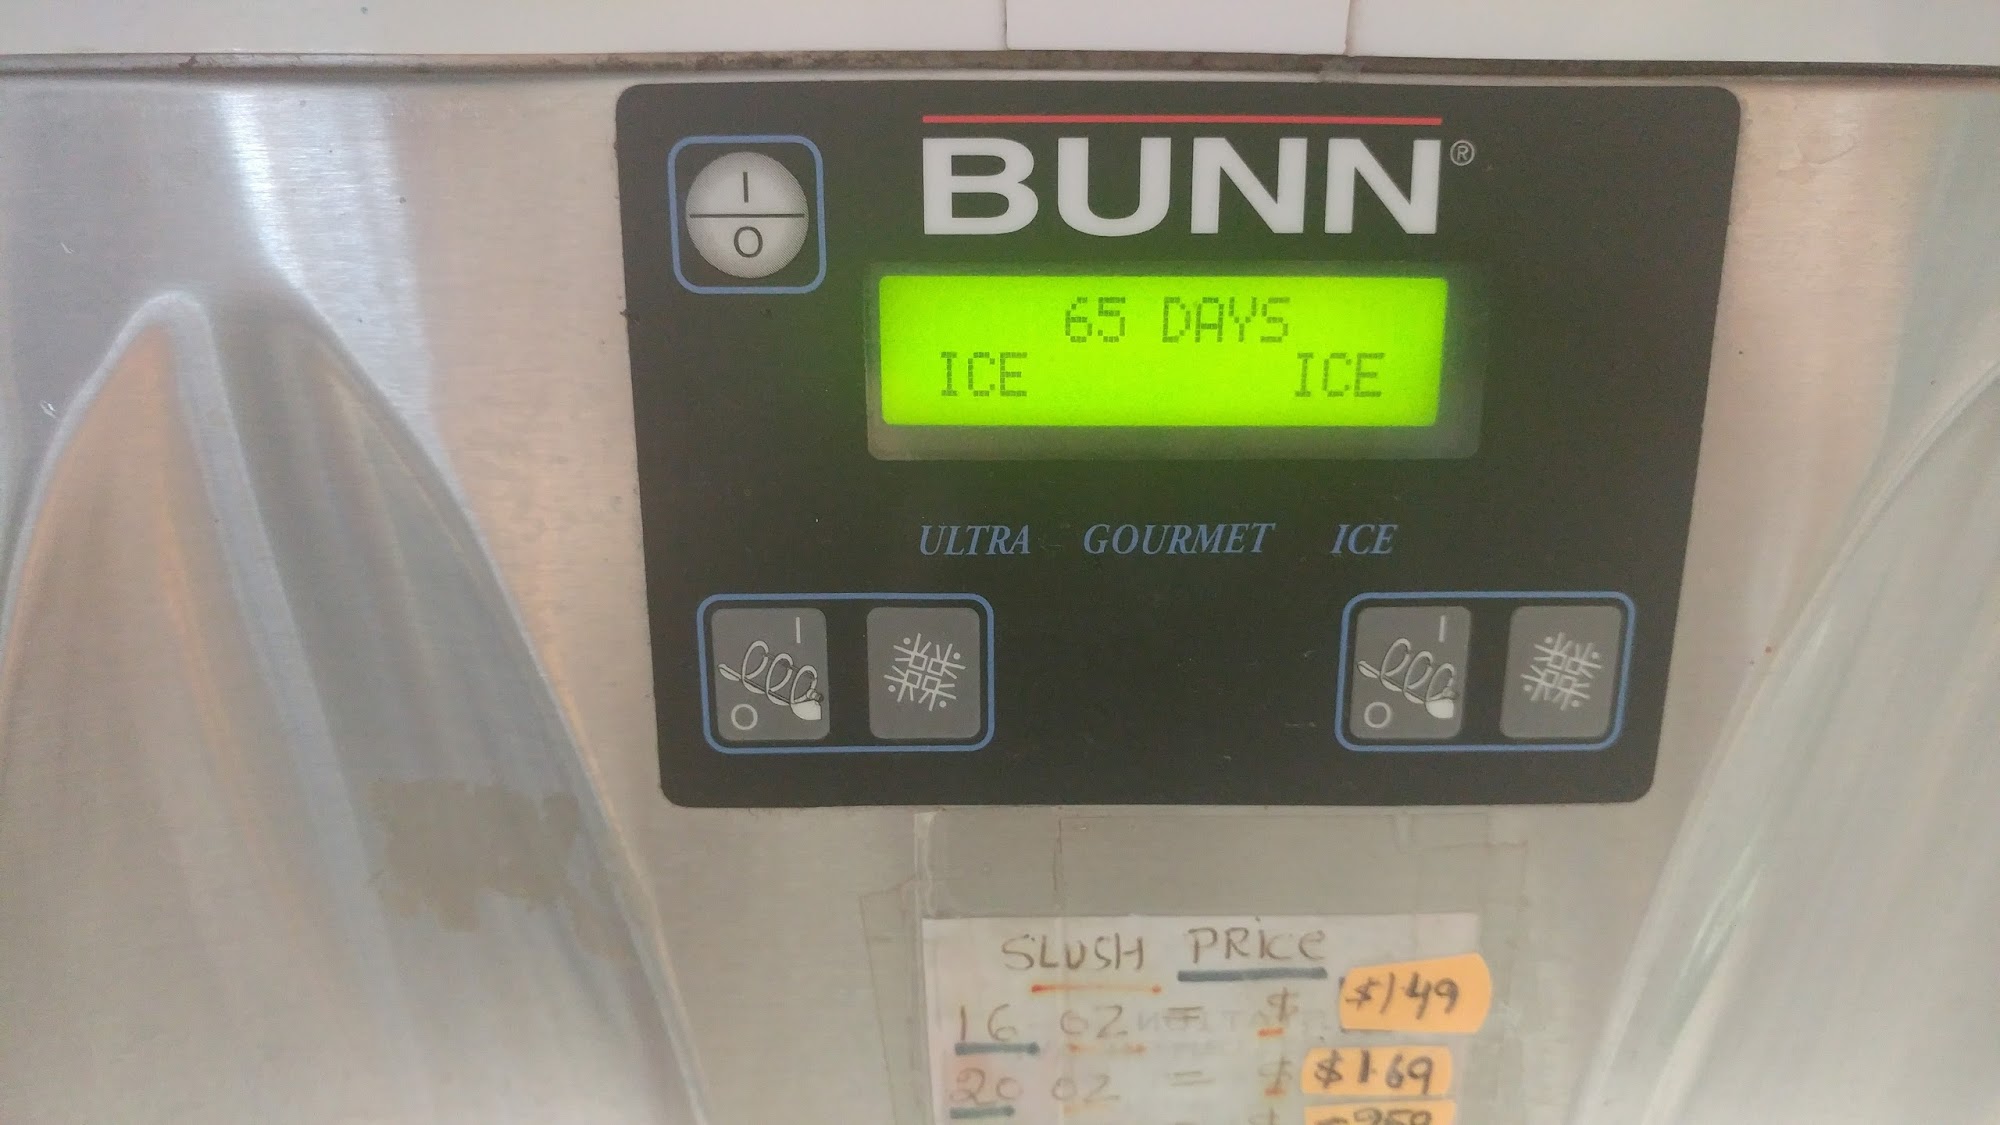 BUNN®
65 DAYS
ICE ICE
ULTRA GOURMET ICE
SLUSH PRICE
16 OZ = $ $1.49
20 OZ = $ $1.69
$